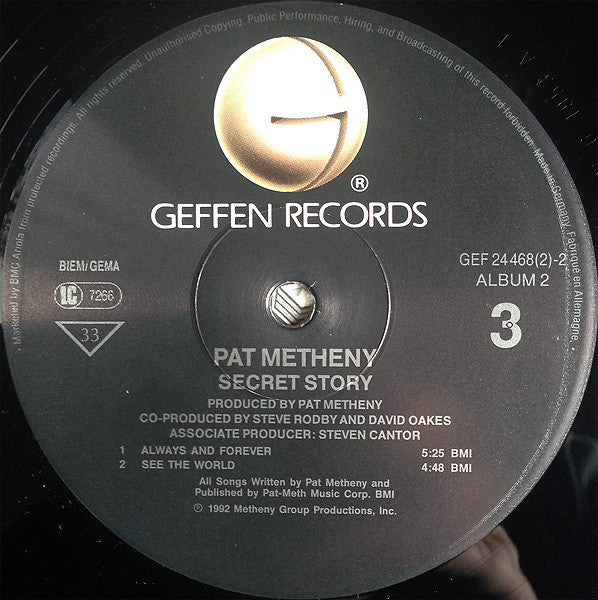 Marketed by BMG Ariola from protected recordings. All rights reserved. Unauthorised Copying, Public Performance, Hiring, and Broadcasting of this record forbidden. Made in Germany. Fabriqué en Allemagne.
®
GEFFEN RECORDS
BIEM/GEMA
LC 7266
33
GEF 24 468(2)-2
ALBUM 2
3
PAT METHENY
SECRET STORY
PRODUCED BY PAT METHENY
CO-PRODUCED BY STEVE RODBY AND DAVID OAKES
ASSOCIATE PRODUCER: STEVEN CANTOR
1 ALWAYS AND FOREVER 5:25 BMI
2 SEE THE WORLD 4:48 BMI
All Songs Written by Pat Metheny and
Published by Pat-Meth Music Corp. BMI
℗ 1992 Metheny Group Productions, Inc.